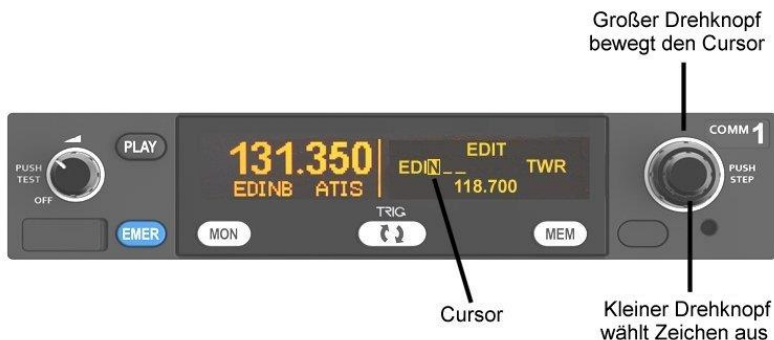 Großer Drehknopf
bewegt den Cursor
COMM 1
PUSH
TEST
OFF
PLAY
131.350
EDINB ATIS
EDIT
EDIN_ _ TWR
118.700
PUSH
STEP
TRIG
EMER
MON
MEM
Cursor
Kleiner Drehknopf
wählt Zeichen aus